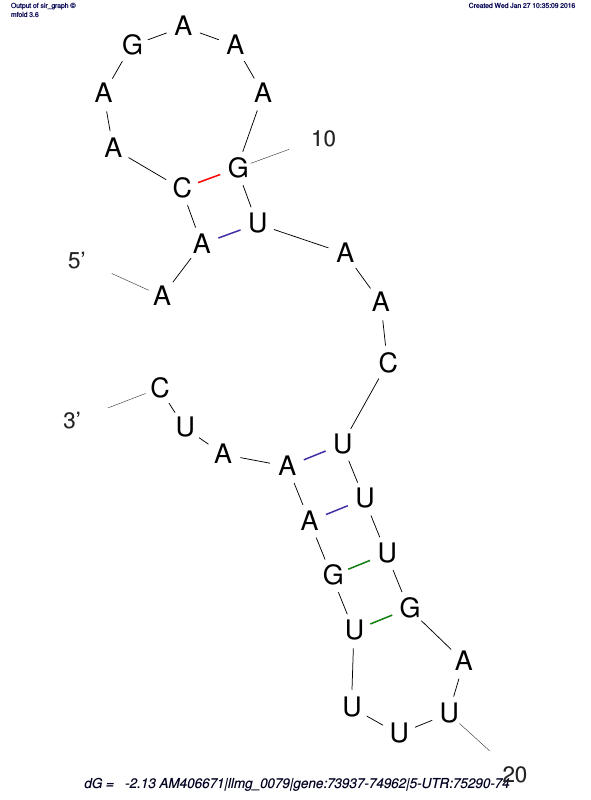 Output of sir_graph ©
mfold 3.6
Created Wed Jan 27 10:35:09 2016
A
G A
A
A A
A
10
G
C
U
A A
5’
A A
C
C
3’ U U
A A
U
A
U
G
G
U
A
U U
U
20
dG = -2.13 AM406671|llmg_0079|gene:73937-74962|5-UTR:75290-74